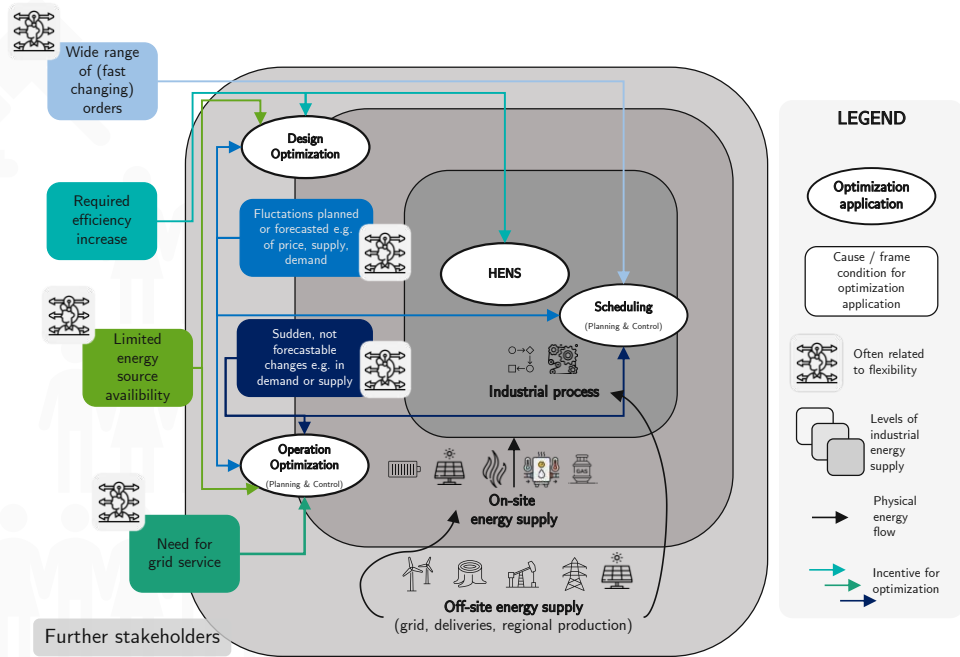 Wide range
of (fast
changing)
orders
Required
efficiency
increase
Limited
energy
source
availibility
Need for
grid service
Further stakeholders
Design
Optimization
Fluctations planned
or forecasted e.g.
of price, supply,
demand
HENS
Scheduling
(Planning & Control)
Sudden, not
forecastable
changes e.g. in
demand or supply
Industrial process
Operation
Optimization
(Planning & Control)
GAS
On-site
energy supply
Off-site energy supply
(grid, deliveries, regional production)
LEGEND
Optimization
application
Cause / frame
condition for
optimization
application
Often related
to flexibility
Levels of
industrial
energy
supply
Physical
energy
flow
Incentive for
optimization